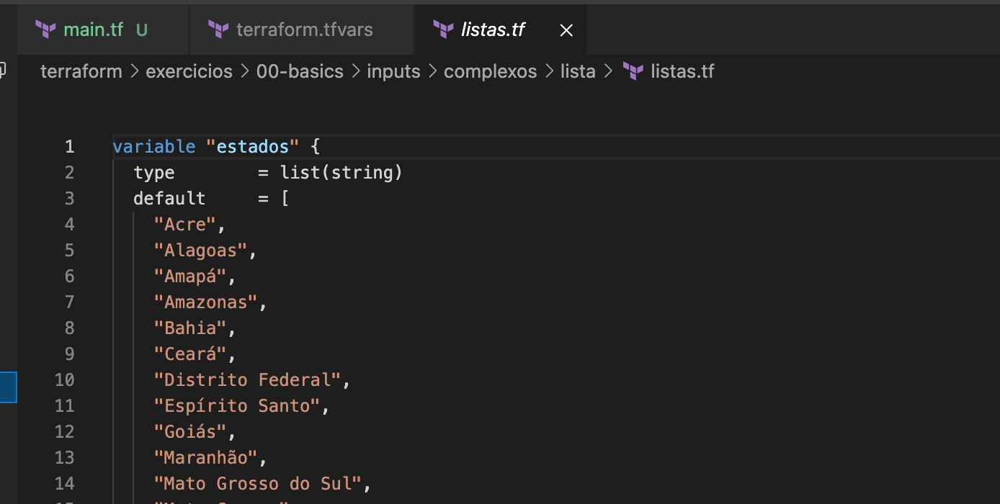 main.tf U terraform.tfvars listas.tf
terraform > exercicios > 00-basics > inputs > complexos > lista > listas.tf
1 variable "estados" {
2 type = list(string)
3 default = [
4 "Acre",
5 "Alagoas",
6 "Amapá",
7 "Amazonas",
8 "Bahia",
9 "Ceará",
10 "Distrito Federal",
11 "Espírito Santo",
12 "Goiás",
13 "Maranhão",
14 "Mato Grosso do Sul",